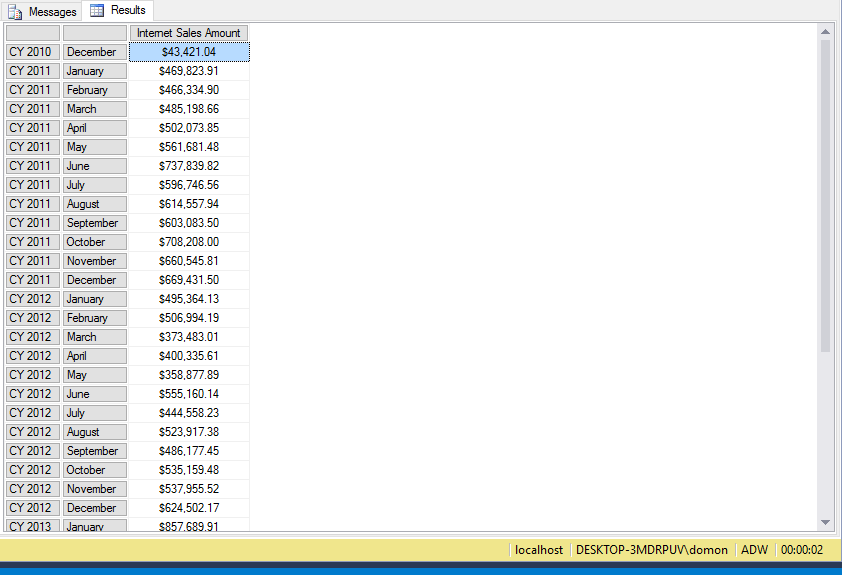 Messages Results
Internet Sales Amount
CY 2010 December $43,421.04
CY 2011 January $469,823.91
CY 2011 February $466,334.90
CY 2011 March $485,198.66
CY 2011 April $502,073.85
CY 2011 May $561,681.48
CY 2011 June $737,839.82
CY 2011 July $596,746.56
CY 2011 August $614,557.94
CY 2011 September $603,083.50
CY 2011 October $708,208.00
CY 2011 November $660,545.81
CY 2011 December $669,431.50
CY 2012 January $495,364.13
CY 2012 February $506,994.19
CY 2012 March $373,483.01
CY 2012 April $400,335.61
CY 2012 May $358,877.89
CY 2012 June $555,160.14
CY 2012 July $444,558.23
CY 2012 August $523,917.38
CY 2012 September $486,177.45
CY 2012 October $535,159.48
CY 2012 November $537,955.52
CY 2012 December $624,502.17
CY 2013 January $857,689.91
localhost DESKTOP-3MDRPUV\domon ADW 00:00:02